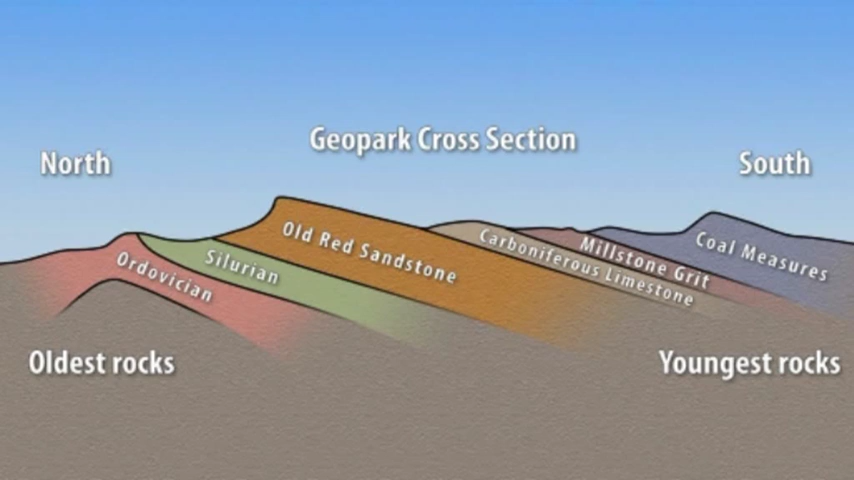 Geopark Cross Section
North
South
Ordovician
Silurian
Old Red Sandstone
Carboniferous Limestone
Millstone Grit
Coal Measures
Oldest rocks
Youngest rocks